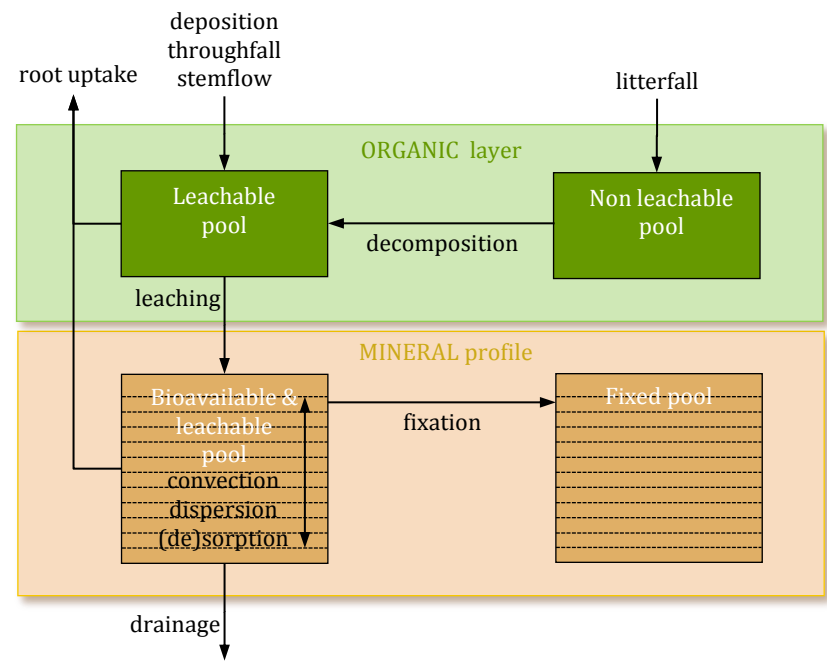 deposition
throughfall
stemflow
root uptake
litterfall
ORGANIC layer
Leachable
pool
Non leachable
pool
decomposition
leaching
MINERAL profile
Bioavailable &
leachable
pool
convection
dispersion
(de)sorption
fixation
Fixed pool
drainage